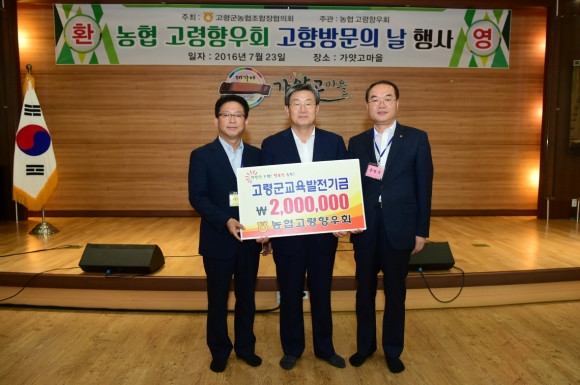 주최 : 고령군농협조합장협의회 주관 : 농협 고령향우회
환 농협 고령향우회 고향방문의 날 행사 영
일자 : 2016년 7월 23일 장소 : 가얏고마을
가얏고마을
고령군교육발전기금
₩2,000,000
농협고령향우회